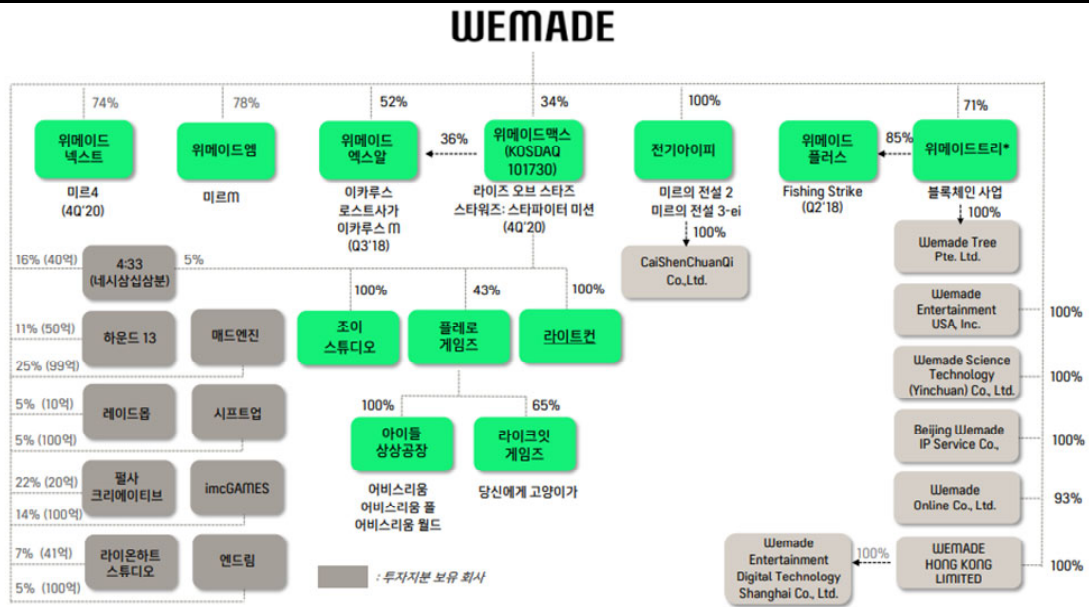 WEMADE
74%
78%
52%
34%
100%
71%
위메이드
넥스트
위메이드엠
위메이드
엑스알
36%
위메이드맥스
(KOSDAQ
101730)
전기아이피
위메이드
플러스
85%
위메이드트리*
미르4
(4Q'20)
미르M
이카루스
로스트사가
이카루스 M
(Q3'18)
라이즈 오브 스타즈
스타워즈: 스타파이터 미션
(4Q'20)
미르의 전설 2
미르의 전설 3-ei
Fishing Strike
(Q2'18)
블록체인 사업
100%
100%
CaiShenChuanQi
Co.,Ltd.
Wemade Tree
Pte. Ltd.
16% (40억)
4:33
(네시삼십삼분)
5%
100%
43%
100%
Wemade
Entertainment
USA, Inc.
100%
11% (50억)
하운드 13
매드엔진
조이
스튜디오
플레로
게임즈
라이트컨
25% (99억)
Wemade Science
Technology
(Yinchuan) Co., Ltd.
100%
5% (10억)
레이드몹
시프트업
100%
65%
5% (100억)
아이들
상상공장
라이크잇
게임즈
Beijing Wemade
IP Service Co.,
100%
22% (20억)
펄사
크리에이티브
imcGAMES
어비스리움
어비스리움 폴
어비스리움 월드
당신에게 고양이가
14% (100억)
Wemade
Online Co., Ltd.
93%
7% (41억)
라이온하트
스튜디오
엔드림
5% (100억)
: 투자지분 보유 회사
Wemade
Entertainment
Digital Technology
Shanghai Co., Ltd.
100%
WEMADE
HONG KONG
LIMITED
100%